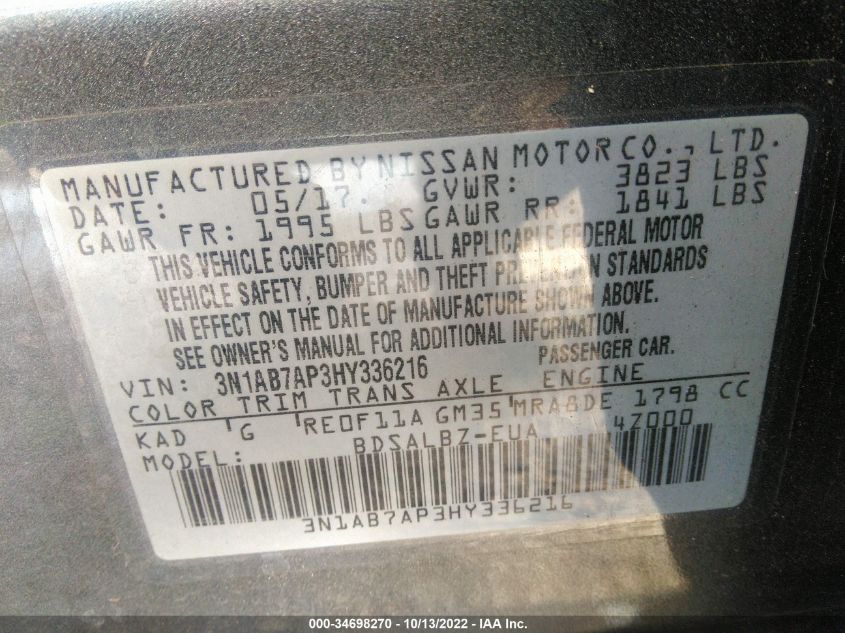 MANUFACTURED BY NISSAN MOTOR CO., LTD.
DATE: 05/17. GVWR: 3823 LBS
GAWR FR: 1995 LBS GAWR RR: 1841 LBS
THIS VEHICLE CONFORMS TO ALL APPLICABLE FEDERAL MOTOR
VEHICLE SAFETY, BUMPER AND THEFT PREVENTION STANDARDS
IN EFFECT ON THE DATE OF MANUFACTURE SHOWN ABOVE.
SEE OWNER'S MANUAL FOR ADDITIONAL INFORMATION.
VIN: 3N1AB7AP3HY336216 PASSENGER CAR.
COLOR TRIM TRANS AXLE ENGINE
KAD G RE0F11A GM35 MRA8DE 1798 CC
MODEL: BDSALBZ-EUA 4Z000
3N1AB7AP3HY336216
000-34698270 - 10/13/2022 - IAA Inc.